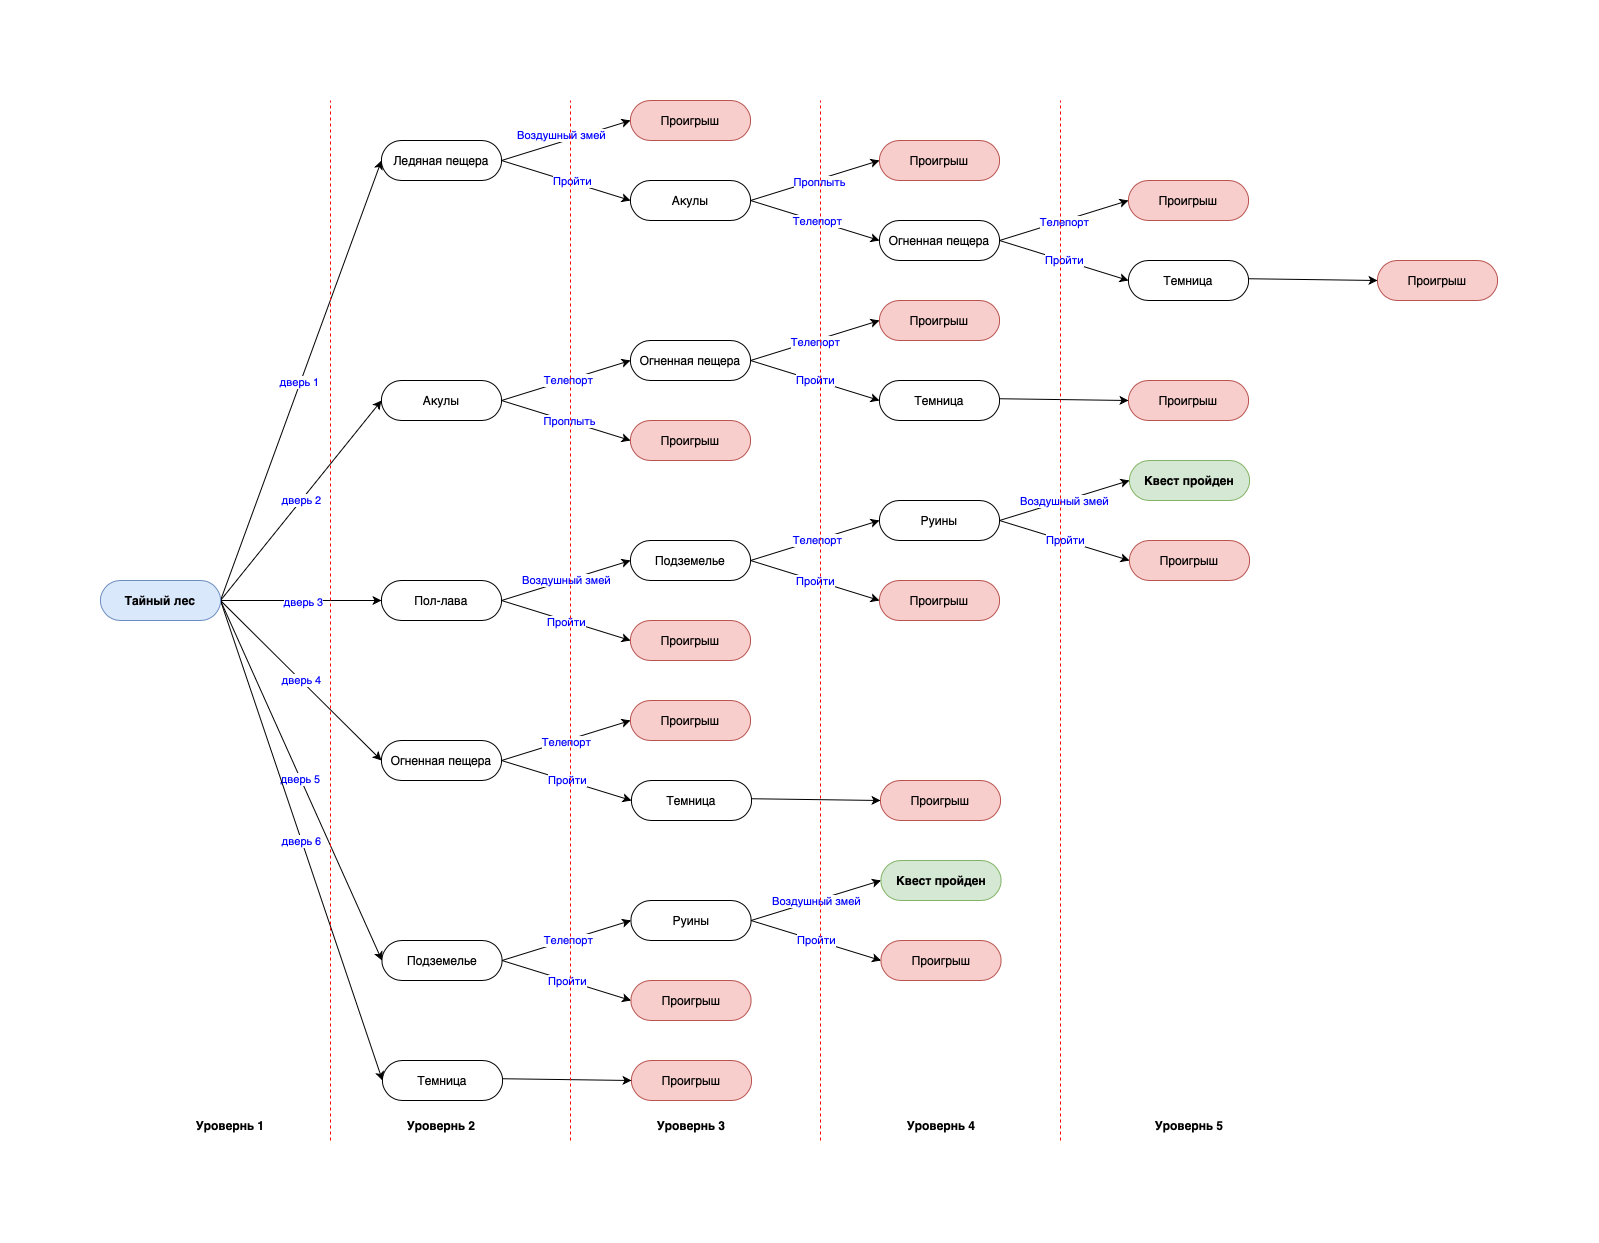 Проигрыш
Воздушный змей
Ледяная пещера
Проигрыш
Пройти
Проплыть
Акулы
Проигрыш
Телепорт
Телепорт
Огненная пещера
Пройти
Темница
Проигрыш
Проигрыш
Телепорт
Огненная пещера
дверь 1
Телепорт
Пройти
Акулы
Темница
Проигрыш
Проплыть
Проигрыш
Квест пройден
дверь 2
Воздушный змей
Руины
Телепорт
Пройти
Подземелье
Проигрыш
Воздушный змей
Пройти
Тайный лес
дверь 3
Пол-лава
Проигрыш
Пройти
Проигрыш
дверь 4
Проигрыш
Телепорт
Огненная пещера
дверь 5
Пройти
Темница
Проигрыш
дверь 6
Квест пройден
Воздушный змей
Руины
Телепорт
Пройти
Подземелье
Проигрыш
Пройти
Проигрыш
Темница
Проигрыш
Уровернь 1
Уровернь 2
Уровернь 3
Уровернь 4
Уровернь 5